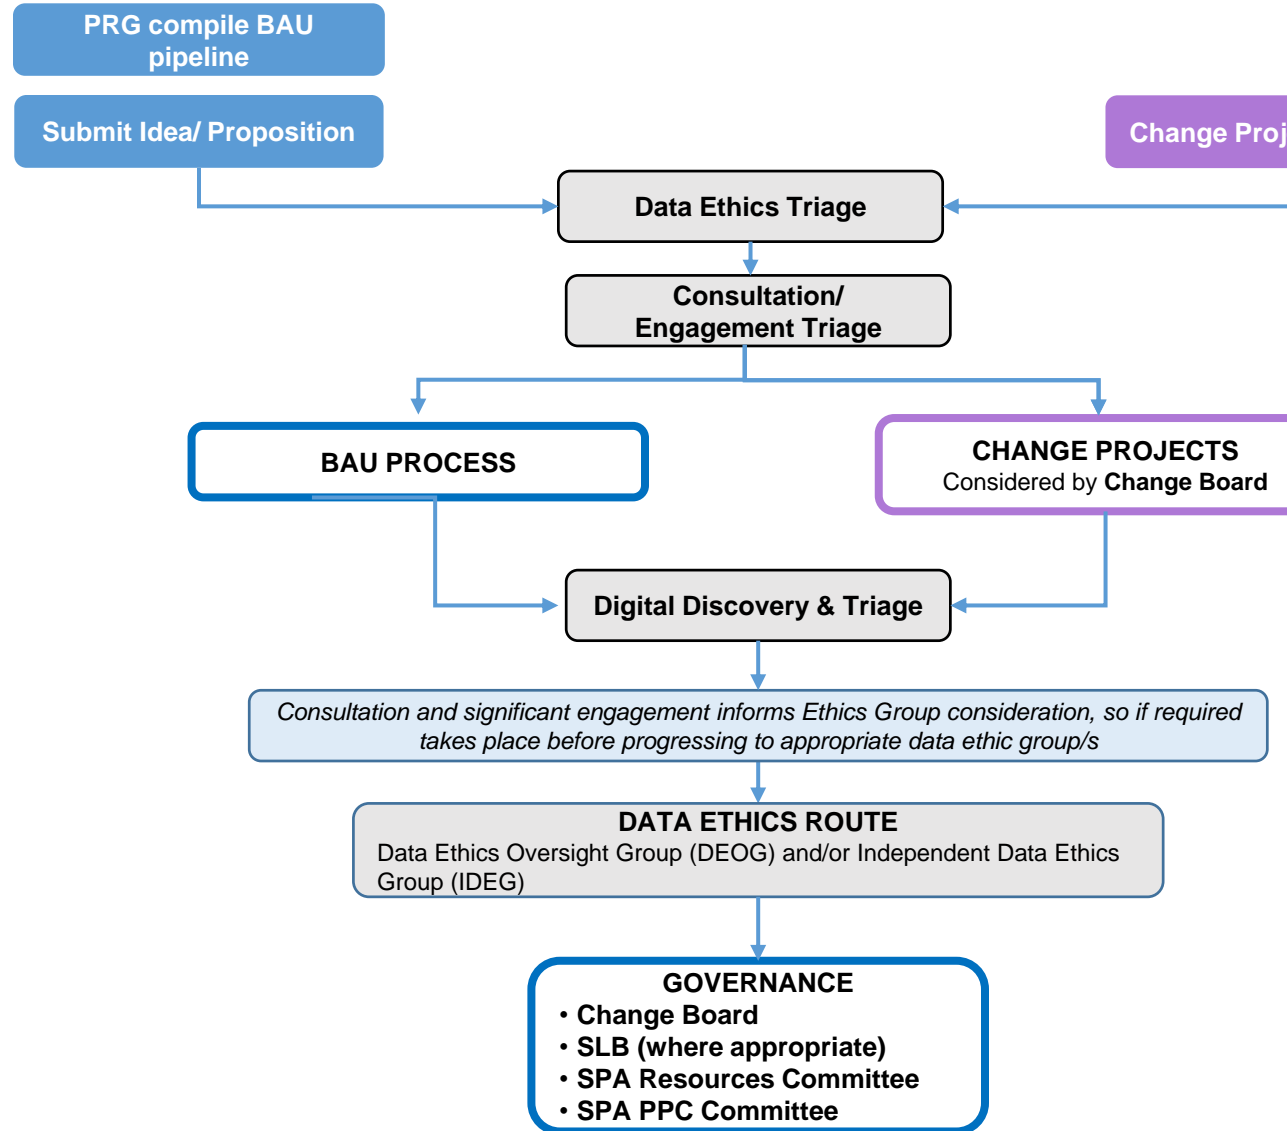 PRG compile BAU
pipeline
Submit Idea/ Proposition
Change Proj
Data Ethics Triage
Consultation/
Engagement Triage
BAU PROCESS
CHANGE PROJECTS
Considered by Change Board
Digital Discovery & Triage
Consultation and significant engagement informs Ethics Group consideration, so if required
takes place before progressing to appropriate data ethic group/s
DATA ETHICS ROUTE
Data Ethics Oversight Group (DEOG) and/or Independent Data Ethics
Group (IDEG)
GOVERNANCE
• Change Board
• SLB (where appropriate)
• SPA Resources Committee
• SPA PPC Committee